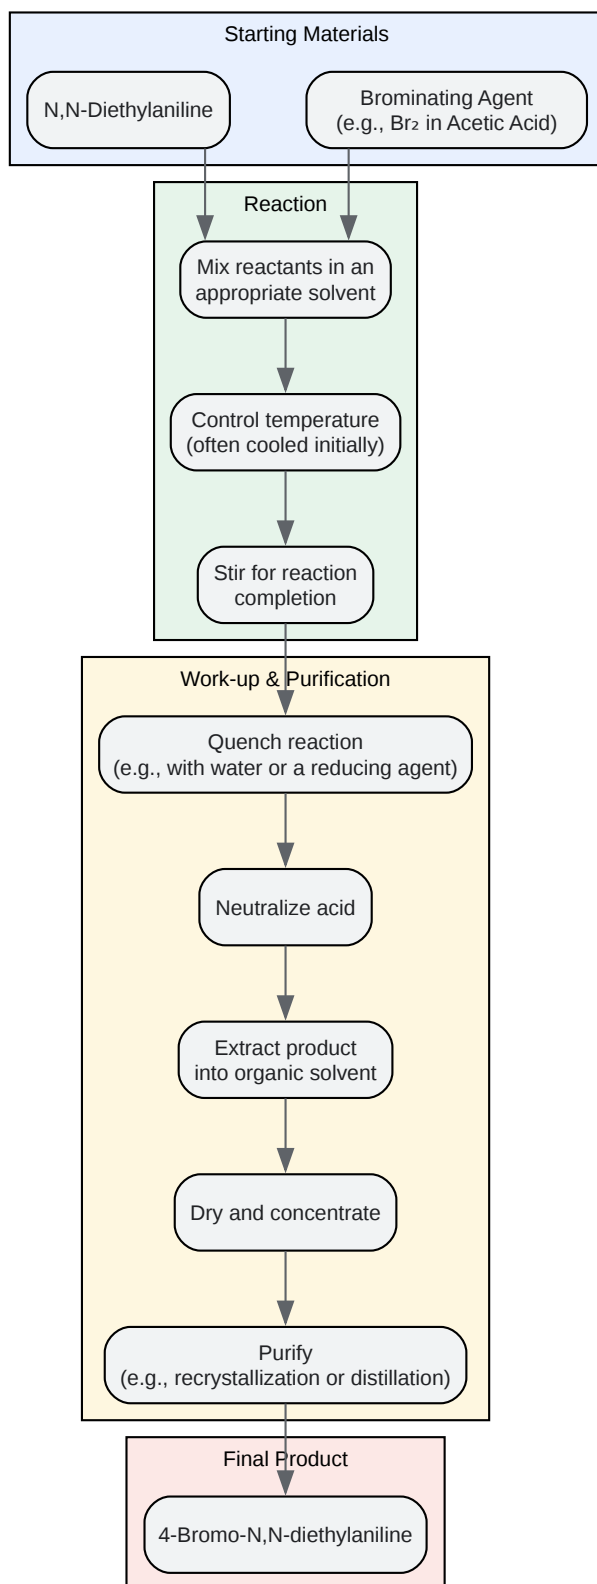 Starting Materials
N,N-Diethylaniline
Brominating Agent
(e.g., Br₂ in Acetic Acid)
Reaction
Mix reactants in an
appropriate solvent
Control temperature
(often cooled initially)
Stir for reaction
completion
Work-up & Purification
Quench reaction
(e.g., with water or a reducing agent)
Neutralize acid
Extract product
into organic solvent
Dry and concentrate
Purify
(e.g., recrystallization or distillation)
Final Product
4-Bromo-N,N-diethylaniline